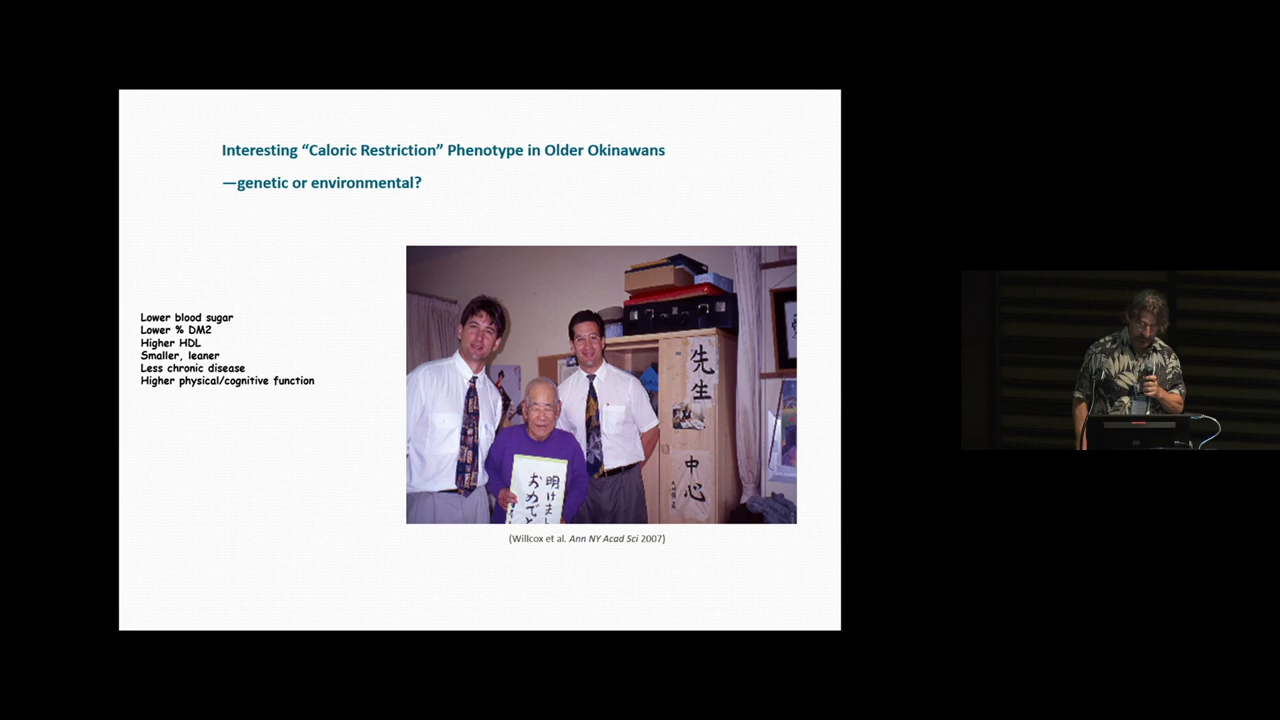 Interesting “Caloric Restriction” Phenotype in Older Okinawans
—genetic or environmental?
Lower blood sugar
Lower % DM2
Higher HDL
Smaller, leaner
Less chronic disease
Higher physical/cognitive function
先生
中心
明けまし
おめでと
(Willcox et al. Ann NY Acad Sci 2007)